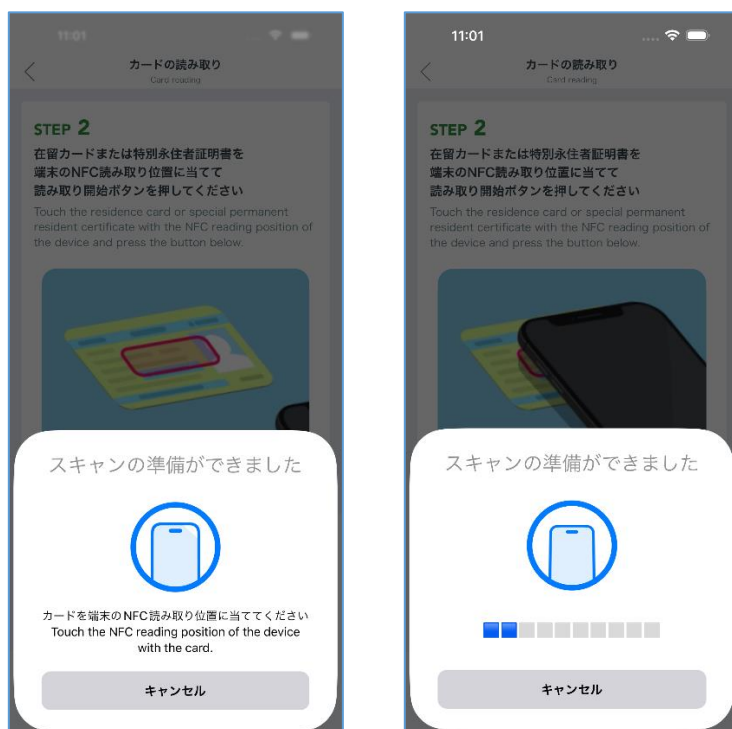 11:01
カードの読み取り
Card reading
STEP 2
在留カードまたは特別永住者証明書を
端末のNFC読み取り位置に当てて
読み取り開始ボタンを押してください
Touch the residence card or special permanent
resident certificate with the NFC reading position of
the device and press the button below.
スキャンの準備ができました
カードを端末のNFC読み取り位置に当ててください
Touch the NFC reading position of the device
with the card.
キャンセル
11:01
カードの読み取り
Card reading
STEP 2
在留カードまたは特別永住者証明書を
端末のNFC読み取り位置に当てて
読み取り開始ボタンを押してください
Touch the residence card or special permanent
resident certificate with the NFC reading position of
the device and press the button below.
スキャンの準備ができました
キャンセル